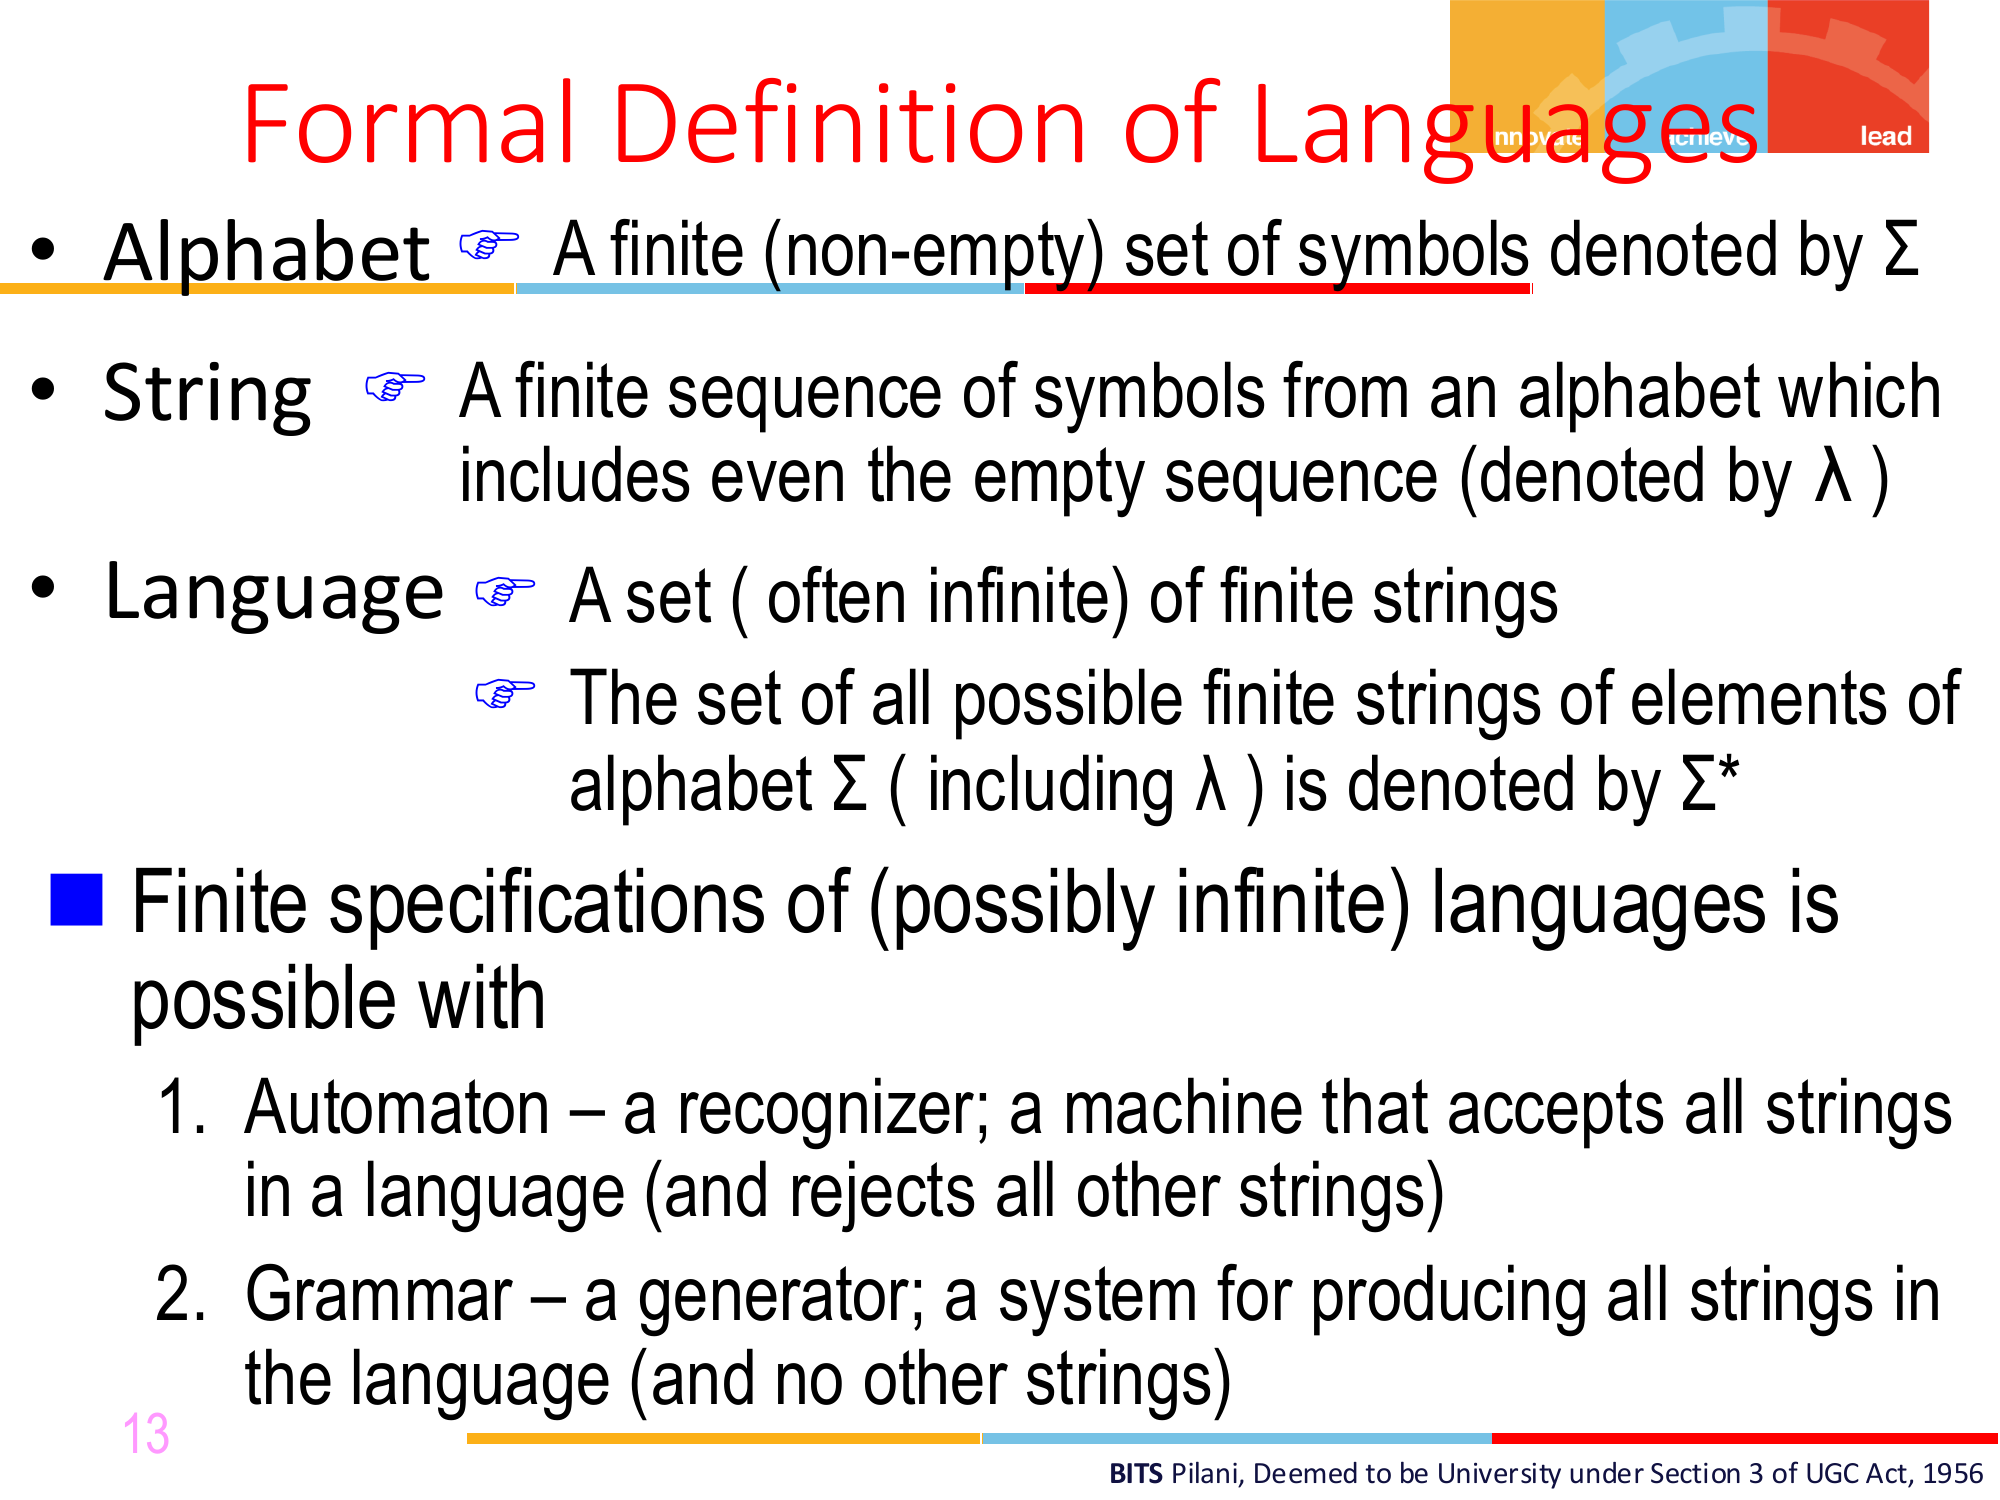 Formal Definition of Languages
lead
• Alphabet ☞ A finite (non-empty) set of symbols denoted by Σ
• String ☞ A finite sequence of symbols from an alphabet which
includes even the empty sequence (denoted by λ )
• Language ☞ A set ( often infinite) of finite strings
☞ The set of all possible finite strings of elements of
alphabet Σ ( including λ ) is denoted by Σ*
■ Finite specifications of (possibly infinite) languages is
possible with
1. Automaton – a recognizer; a machine that accepts all strings
in a language (and rejects all other strings)
2. Grammar – a generator; a system for producing all strings in
the language (and no other strings)
13
BITS Pilani, Deemed to be University under Section 3 of UGC Act, 1956